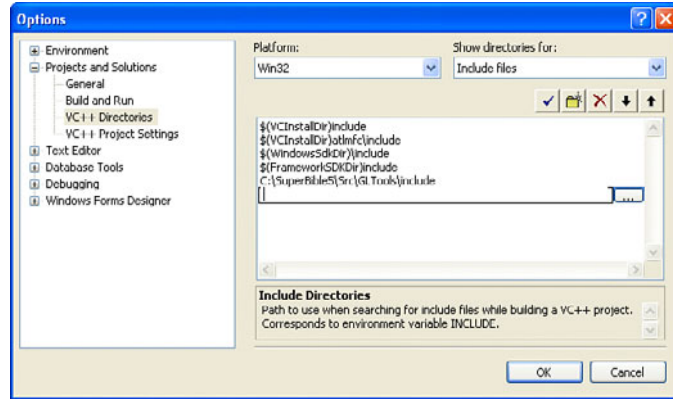 Options
Environment
Projects and Solutions
General
Build and Run
VC++ Directories
VC++ Project Settings
Text Editor
Database Tools
Debugging
Windows Forms Designer
Platform:
Win32
Show directories for:
Include files
$(VCInstallDir)include
$(VCInstallDir)atlmfc\include
$(WindowsSdkDir)\include
$(FrameworkSDKDir)include
C:\SuperBible5\Src\GLTools\include
...
Include Directories
Path to use when searching for include files while building a VC++ project.
Corresponds to environment variable INCLUDE.
OK
Cancel